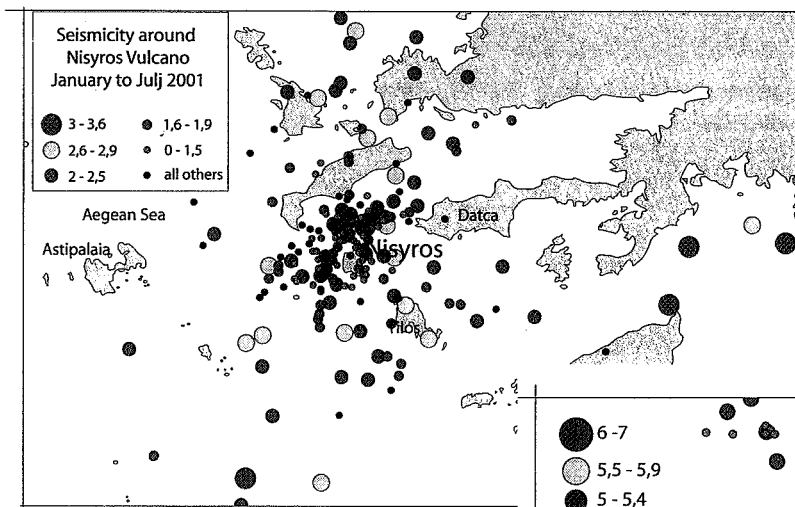 Seismicity around
Nisyros Vulcano
January to Julj 2001
3 - 3,6
1,6 - 1,9
2,6 - 2,9
0 - 1,5
2 - 2,5
all others
Aegean Sea
Datca
Astipalaia
Nisyros
Tilos
6 -7
5,5 - 5,9
5 - 5,4